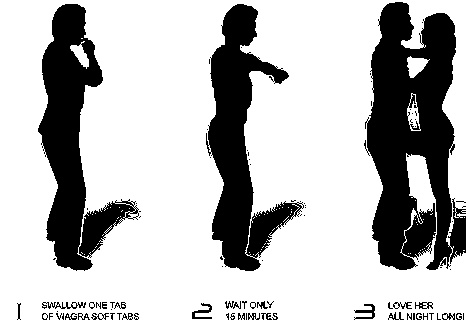 1 SWALLOW ONE TAB
OF VIAGRA SOFT TABS
2 WAIT ONLY
15 MINUTES
3 LOVE HER
ALL NIGHT LONG!